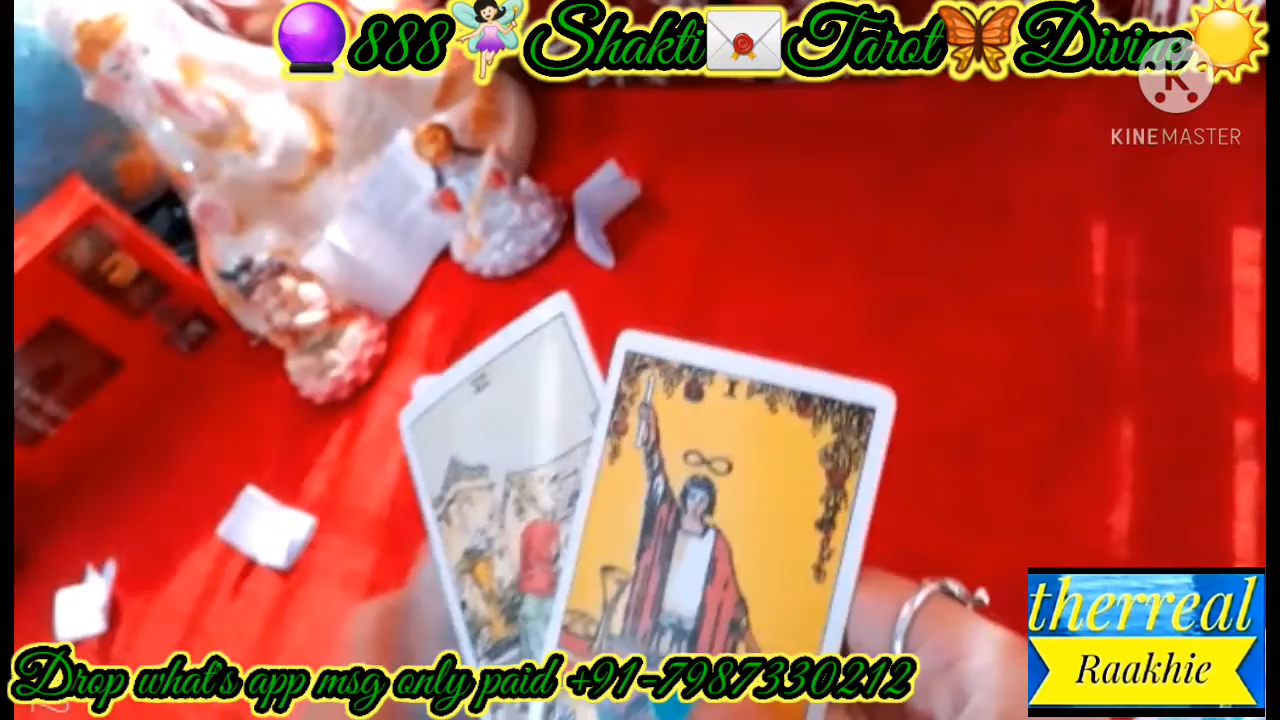 🔮888🧚Shakti💌Tarot🦋Divine☀️
K
KINEMASTER
I
therreal
Raakhie
Drop what's app msg only paid +91-7987330212